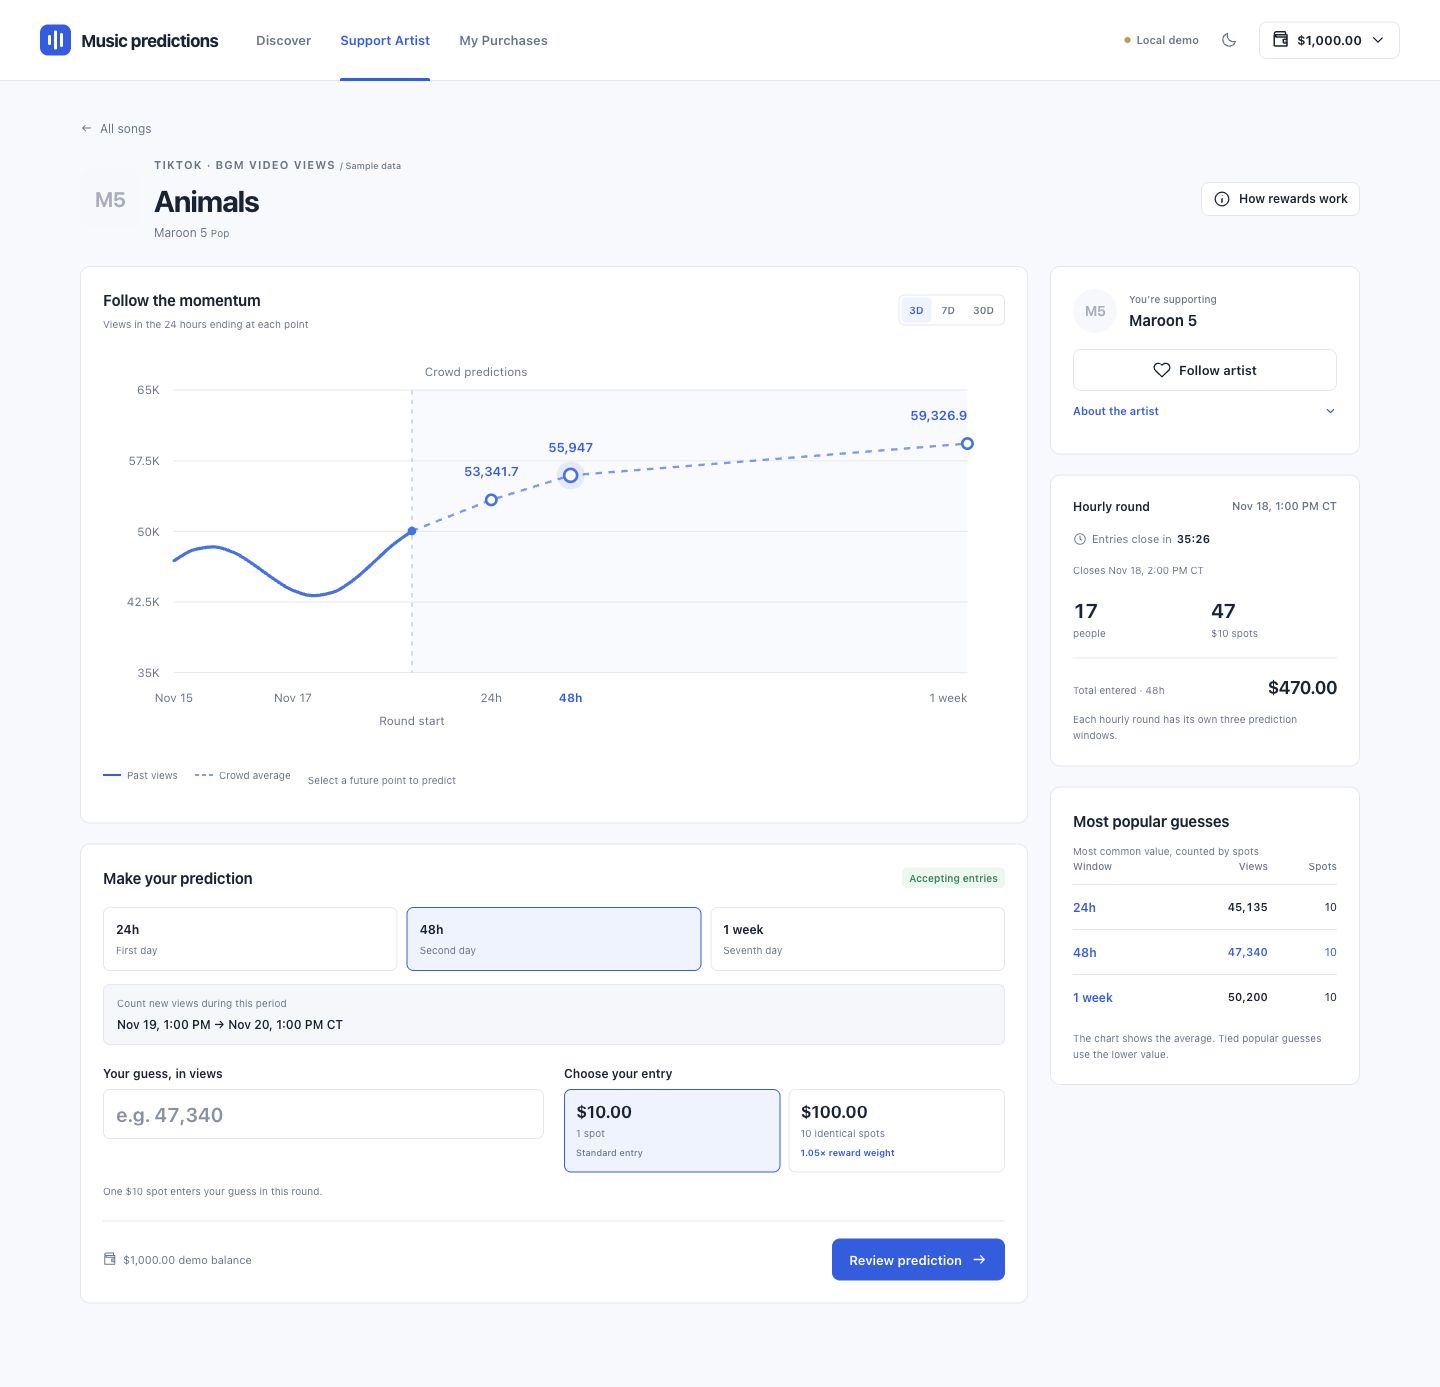 Music predictions
Discover
Support Artist
My Purchases
Local demo
$1,000.00
← All songs
TIKTOK · BGM VIDEO VIEWS / Sample data
M5
Animals
Maroon 5 Pop
How rewards work
Follow the momentum
Views in the 24 hours ending at each point
3D
7D
30D
Crowd predictions
65K
57.5K
50K
42.5K
35K
53,341.7
55,947
59,326.9
Nov 15
Nov 17
24h
48h
1 week
Round start
Past views
Crowd average
Select a future point to predict
M5
You're supporting
Maroon 5
Follow artist
About the artist
Hourly round
Nov 18, 1:00 PM CT
Entries close in 35:26
Closes Nov 18, 2:00 PM CT
17
people
47
$10 spots
Total entered · 48h
$470.00
Each hourly round has its own three prediction
windows.
Make your prediction
Accepting entries
24h
First day
48h
Second day
1 week
Seventh day
Count new views during this period
Nov 19, 1:00 PM → Nov 20, 1:00 PM CT
Your guess, in views
e.g. 47,340
Choose your entry
$10.00
1 spot
Standard entry
$100.00
10 identical spots
1.05× reward weight
One $10 spot enters your guess in this round.
$1,000.00 demo balance
Review prediction →
Most popular guesses
Most common value, counted by spots
Window Views Spots
24h 45,135 10
48h 47,340 10
1 week 50,200 10
The chart shows the average. Tied popular guesses
use the lower value.